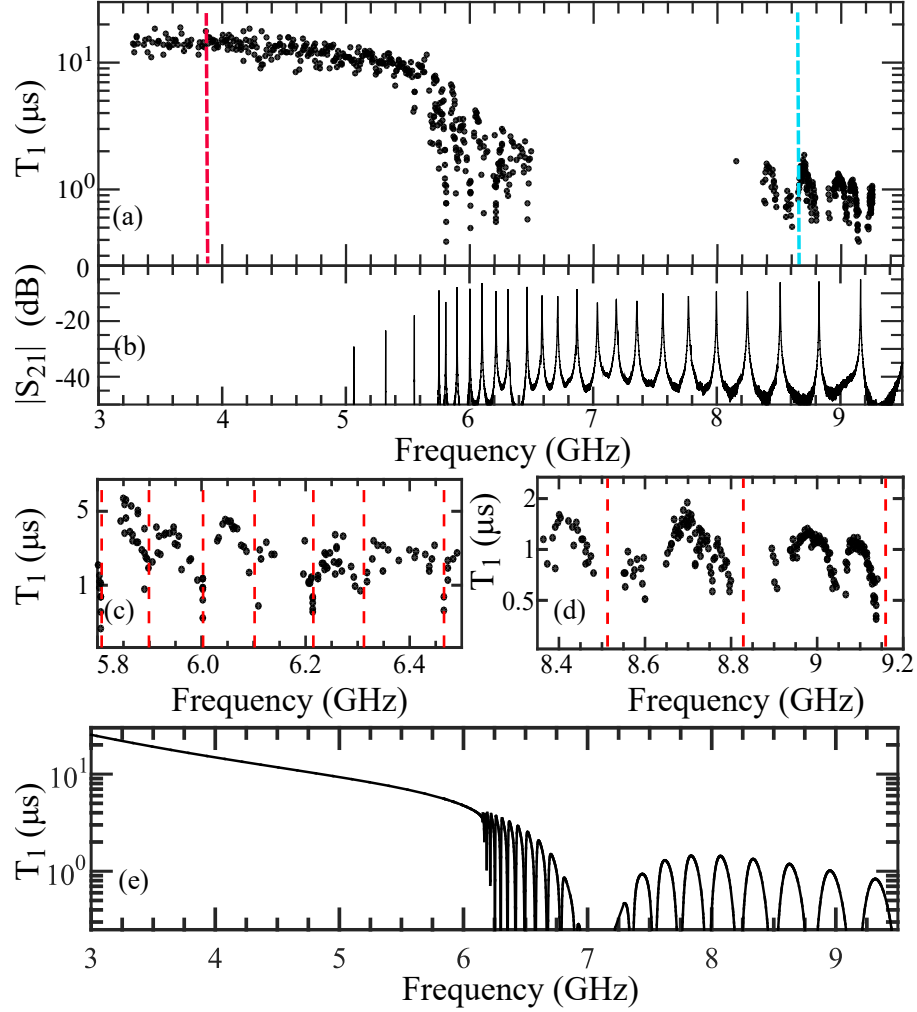 T₁ (μs)
10¹
10⁰
(a)
|S₂₁| (dB)
0
-20
-40
(b)
3 4 5 6 7 8 9
Frequency (GHz)
T₁ (μs)
5
1
(c)
5.8 6.0 6.2 6.4
Frequency (GHz)
T₁ (μs)
2
1
0.5
(d)
8.4 8.6 8.8 9 9.2
Frequency (GHz)
T₁ (μs)
10¹
10⁰
(e)
3 4 5 6 7 8 9
Frequency (GHz)